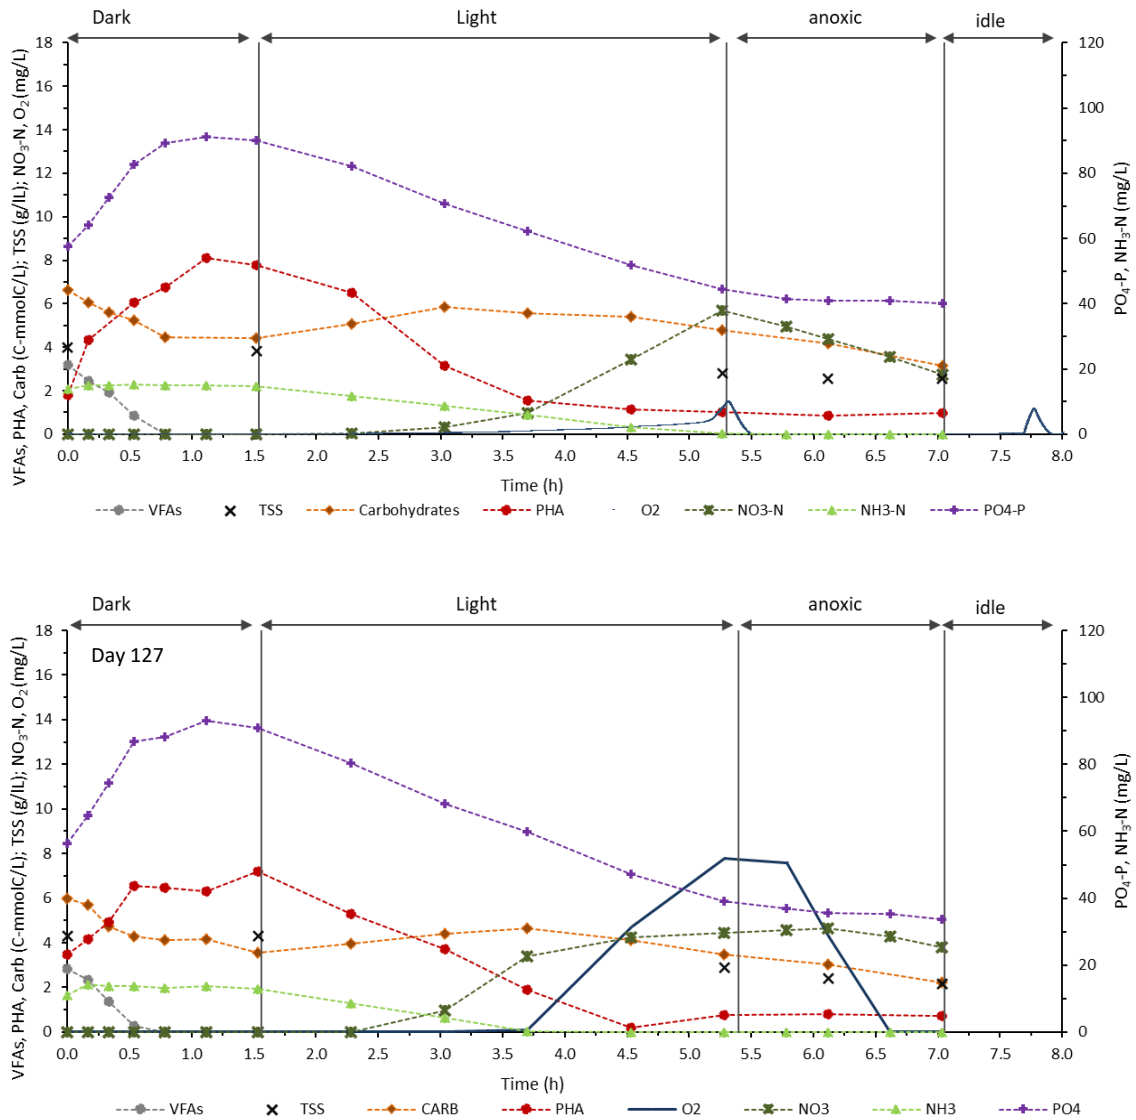 Dark Light anoxic idle
VFAs, PHA, Carb (C-mmolC/L); TSS (g/lL); NO₃-N, O₂ (mg/L)
18
16
14
12
10
8
6
4
2
0
120
100
80
60
40
20
0
PO₄-P, NH₃-N (mg/L)
0.0 0.5 1.0 1.5 2.0 2.5 3.0 3.5 4.0 4.5 5.0 5.5 6.0 6.5 7.0 7.5 8.0
Time (h)
VFAs TSS Carbohydrates PHA O2 NO3-N NH3-N PO4-P
Dark Light anoxic idle
Day 127
VFAs, PHA, Carb (C-mmolC/L); TSS (g/lL); NO₃-N, O₂ (mg/L)
18
16
14
12
10
8
6
4
2
0
120
100
80
60
40
20
0
PO₄-P, NH₃-N (mg/L)
0.0 0.5 1.0 1.5 2.0 2.5 3.0 3.5 4.0 4.5 5.0 5.5 6.0 6.5 7.0 7.5 8.0
Time (h)
VFAs TSS CARB PHA O2 NO3 NH3 PO4